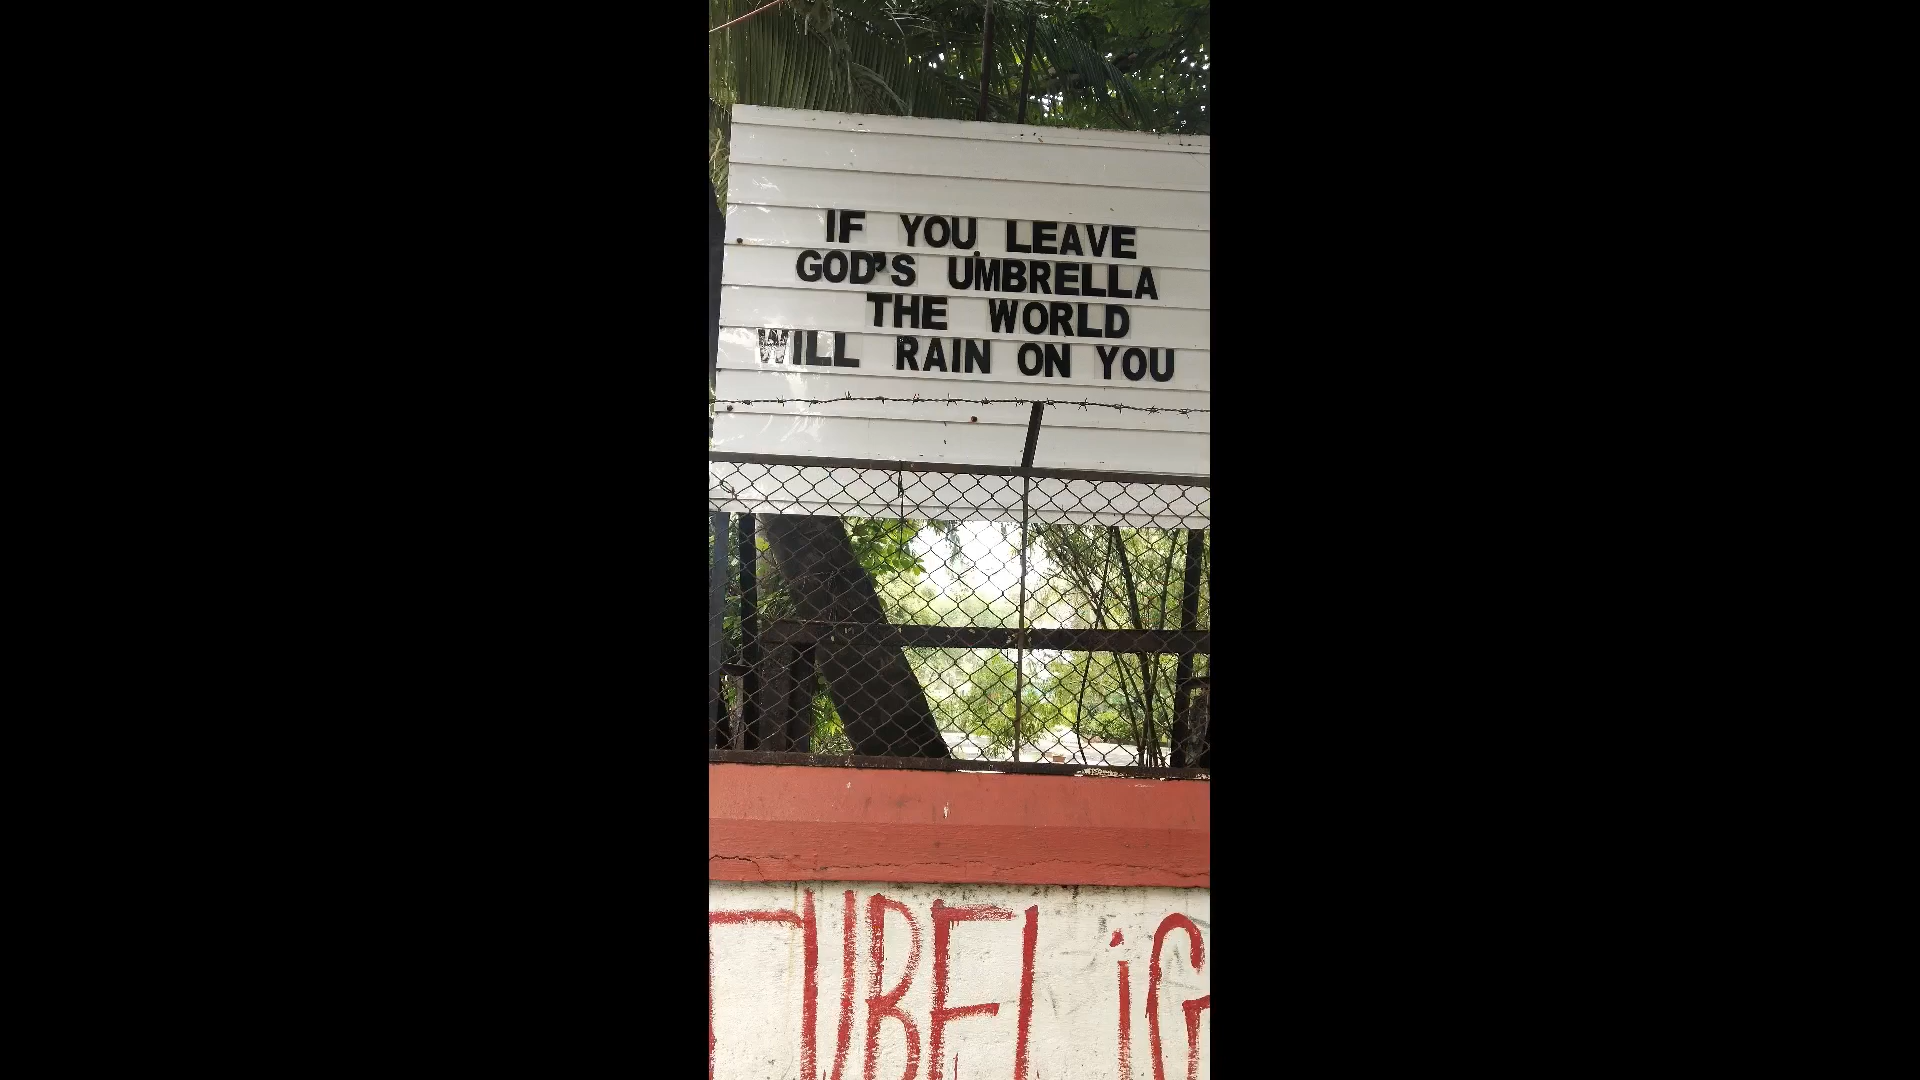 IF YOU LEAVE
GOD'S UMBRELLA
THE WORLD
WILL RAIN ON YOU